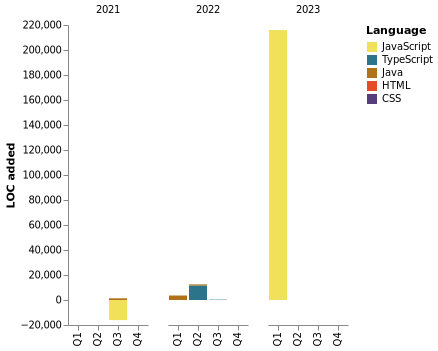 2021 2022 2023
Language
JavaScript
TypeScript
Java
HTML
CSS
LOC added
220,000
200,000
180,000
160,000
140,000
120,000
100,000
80,000
60,000
40,000
20,000
0
−20,000
Q1 Q2 Q3 Q4 Q1 Q2 Q3 Q4 Q1 Q2 Q3 Q4